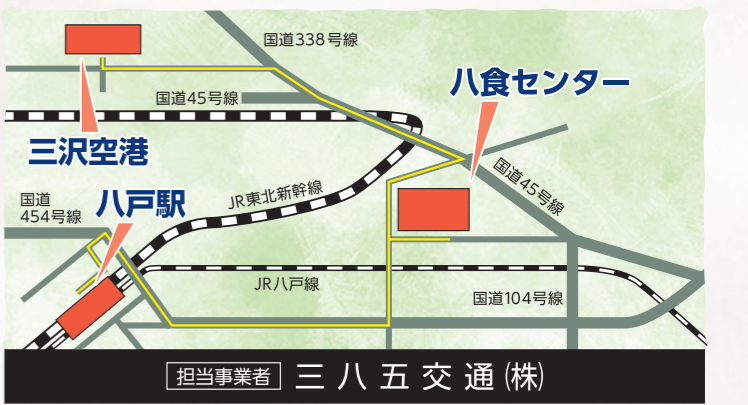 国道338号線
八食センター
国道45号線
三沢空港
国道45号線
国道
454号線
八戸駅
JR東北新幹線
JR八戸線
国道104号線
担当事業者 三八五交通(株)